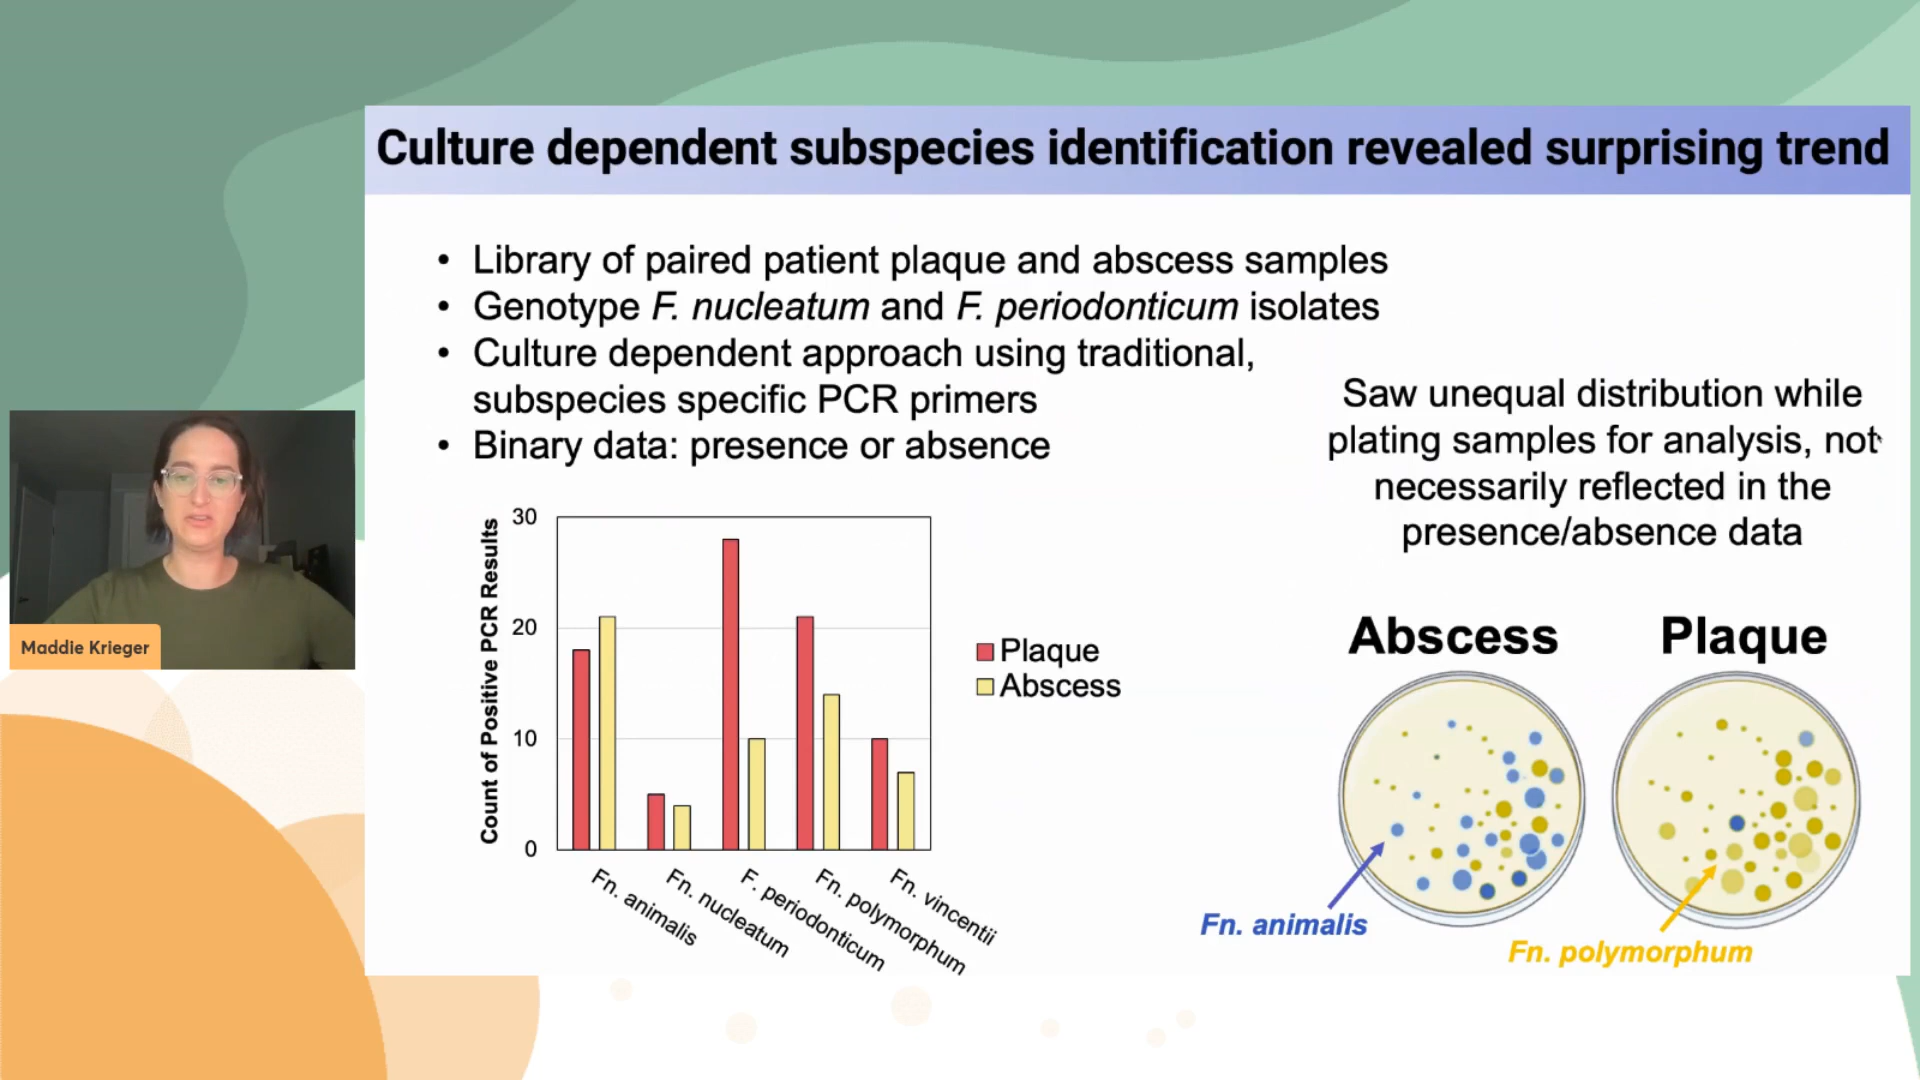 Culture dependent subspecies identification revealed surprising trend
• Library of paired patient plaque and abscess samples
• Genotype F. nucleatum and F. periodonticum isolates
• Culture dependent approach using traditional,
subspecies specific PCR primers
• Binary data: presence or absence
Saw unequal distribution while
plating samples for analysis, not
necessarily reflected in the
presence/absence data
Maddie Krieger
Count of Positive PCR Results
30
20
10
0
Fn. animalis
Fn. nucleatum
F. periodonticum
Fn. polymorphum
Fn. vincentii
Plaque
Abscess
Abscess
Plaque
Fn. animalis
Fn. polymorphum